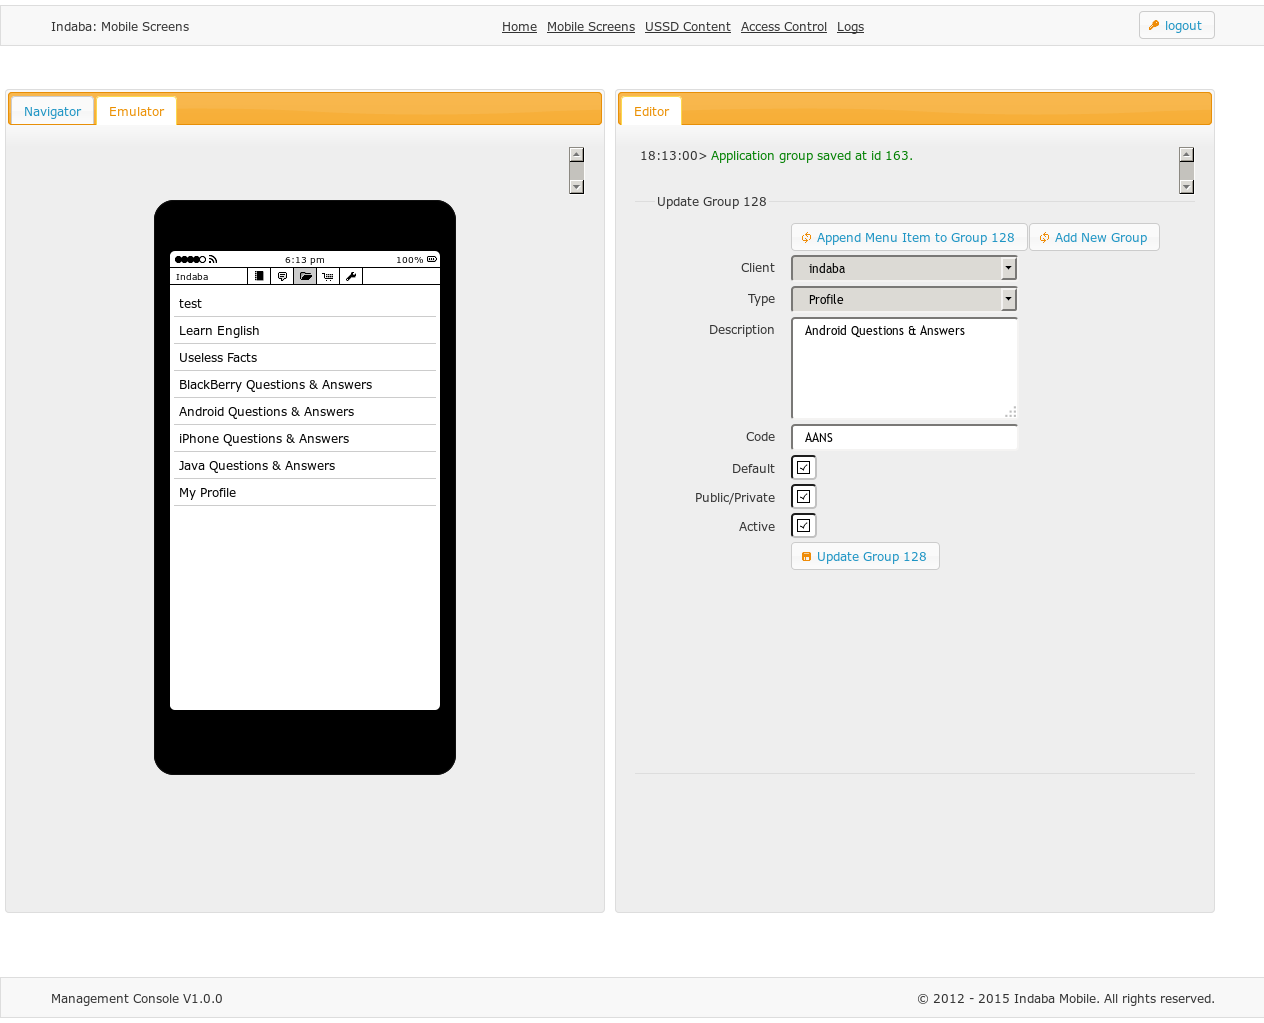 Indaba: Mobile Screens
Home Mobile Screens USSD Content Access Control Logs
logout
Navigator
Emulator
6:13 pm
100%
Indaba
test
Learn English
Useless Facts
BlackBerry Questions & Answers
Android Questions & Answers
iPhone Questions & Answers
Java Questions & Answers
My Profile
Editor
18:13:00> Application group saved at id 163.
Update Group 128
Append Menu Item to Group 128
Add New Group
Client indaba
Type Profile
Description Android Questions & Answers
Code AANS
Default
Public/Private
Active
Update Group 128
Management Console V1.0.0
© 2012 - 2015 Indaba Mobile. All rights reserved.